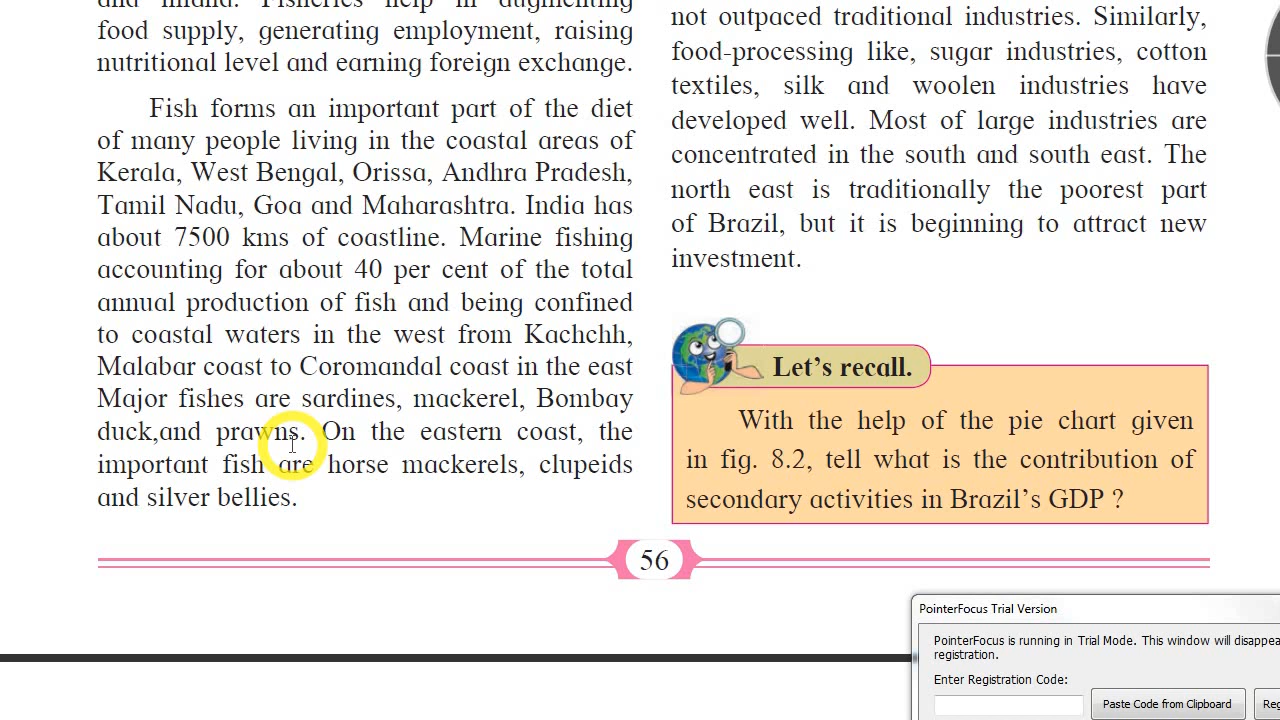 and inland. Fisheries help in augmenting
food supply, generating employment, raising
nutritional level and earning foreign exchange.
Fish forms an important part of the diet
of many people living in the coastal areas of
Kerala, West Bengal, Orissa, Andhra Pradesh,
Tamil Nadu, Goa and Maharashtra. India has
about 7500 kms of coastline. Marine fishing
accounting for about 40 per cent of the total
annual production of fish and being confined
to coastal waters in the west from Kachchh,
Malabar coast to Coromandal coast in the east
Major fishes are sardines, mackerel, Bombay
duck,and prawns. On the eastern coast, the
important fish are horse mackerels, clupeids
and silver bellies.
not outpaced traditional industries. Similarly,
food-processing like, sugar industries, cotton
textiles, silk and woolen industries have
developed well. Most of large industries are
concentrated in the south and south east. The
north east is traditionally the poorest part
of Brazil, but it is beginning to attract new
investment.
Let's recall.
With the help of the pie chart given
in fig. 8.2, tell what is the contribution of
secondary activities in Brazil's GDP ?
56
PointerFocus Trial Version
PointerFocus is running in Trial Mode. This window will disappea
registration.
Enter Registration Code:
Paste Code from Clipboard
Reg